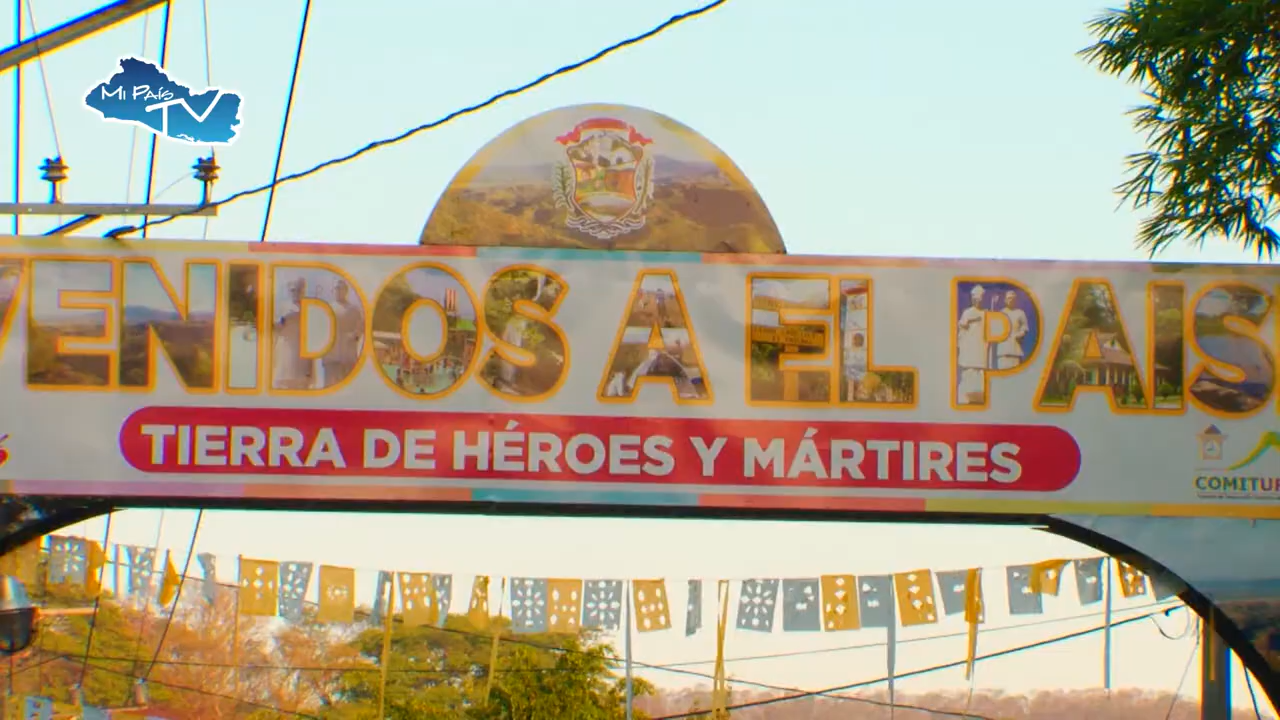 MI PAÍS
TV
VENIDOS A EL PAIS
TIERRA DE HÉROES Y MÁRTIRES
COMITUR